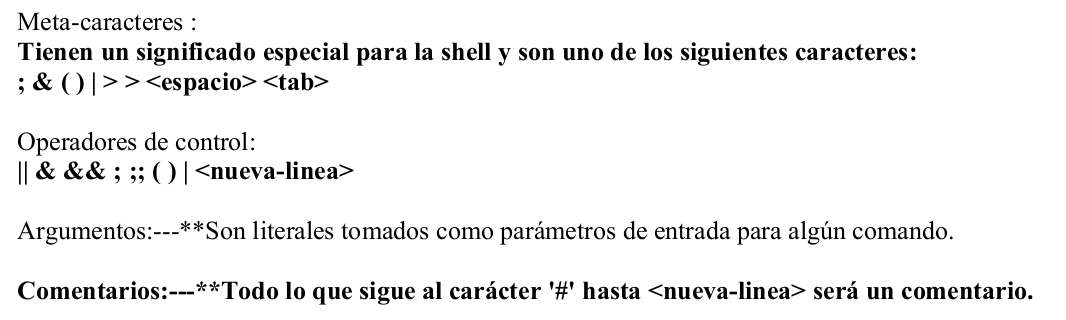 Meta-caracteres :
Tienen un significado especial para la shell y son uno de los siguientes caracteres:
; & ( ) | > > <espacio> <tab>
Operadores de control:
|| & && ; ;; ( ) | <nueva-linea>
Argumentos:---**Son literales tomados como parámetros de entrada para algún comando.
Comentarios:---**Todo lo que sigue al carácter '#' hasta <nueva-linea> será un comentario.